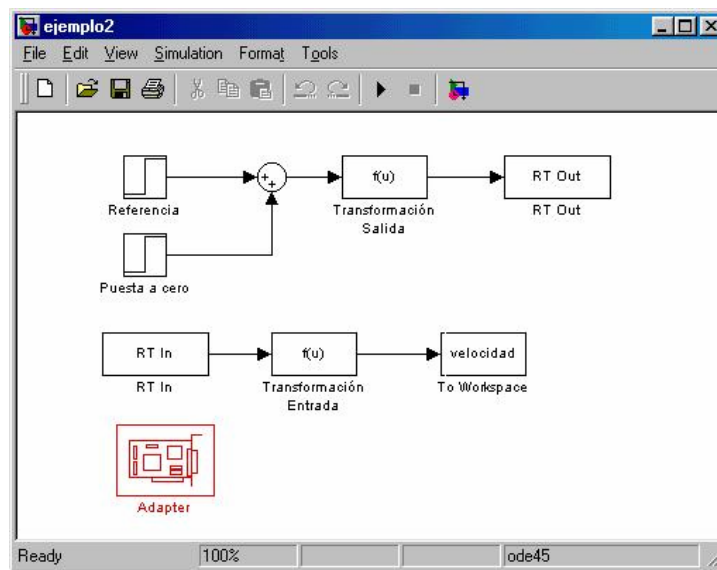 ejemplo2
File Edit View Simulation Format Tools
f(u)
RT Out
Referencia
Transformación
Salida
RT Out
Puesta a cero
RT In
f(u)
velocidad
RT In
Transformación
Entrada
To Workspace
Adapter
Ready 100% ode45